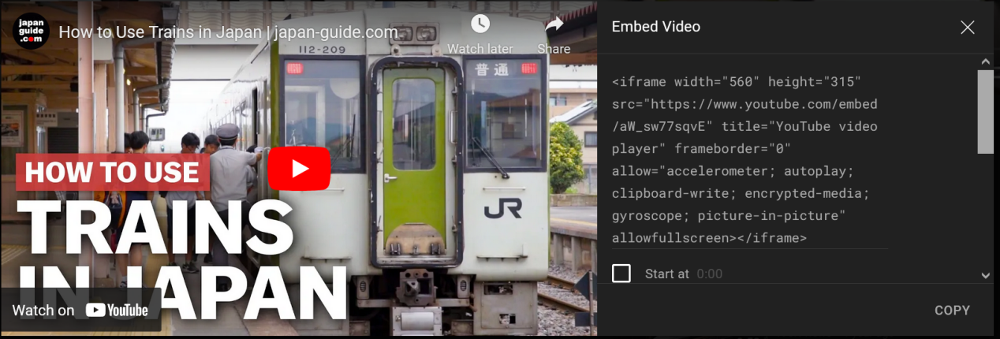 japan
guide
.com
How to Use Trains in Japan | japan-guide.com
Watch later
Share
112-209
普通
JR
HOW TO USE
TRAINS
IN JAPAN
Watch on YouTube
Embed Video
<iframe width="560" height="315"
src="https://www.youtube.com/embed
/aW_sw77sqvE" title="YouTube video
player" frameborder="0"
allow="accelerometer; autoplay;
clipboard-write; encrypted-media;
gyroscope; picture-in-picture"
allowfullscreen></iframe>
Start at 0:00
COPY